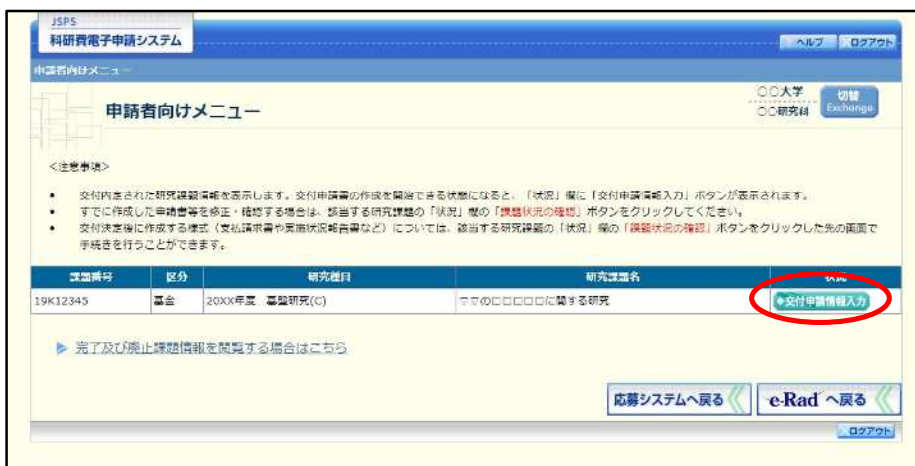 JSPS
科研費電子申請システム
ヘルプ ログアウト
申請者向けメニュー
申請者向けメニュー
〇〇大学
〇〇研究科
切替
Exchange
<注意事項>
• 交付内定された研究課題情報を表示します。交付申請書の作成を開始できる状態になると、「状況」欄に「交付申請情報入力」ボタンが表示されます。
• すでに作成した申請書等を修正・確認する場合は、該当する研究課題の「状況」欄の「課題状況の確認」ボタンをクリックしてください。
• 交付決定後に作成する様式（支払請求書や実施状況報告書など）については、該当する研究課題の「状況」欄の「課題状況の確認」ボタンをクリックした先の画面で
手続きを行うことができます。
課題番号 区分 研究種目 研究課題名 状況
19K12345 基金 20XX年度 基盤研究(C) ▽▽の□□□□□に関する研究 交付申請情報入力
完了及び廃止課題情報を閲覧する場合はこちら
応募システムへ戻る e-Rad へ戻る
ログアウト